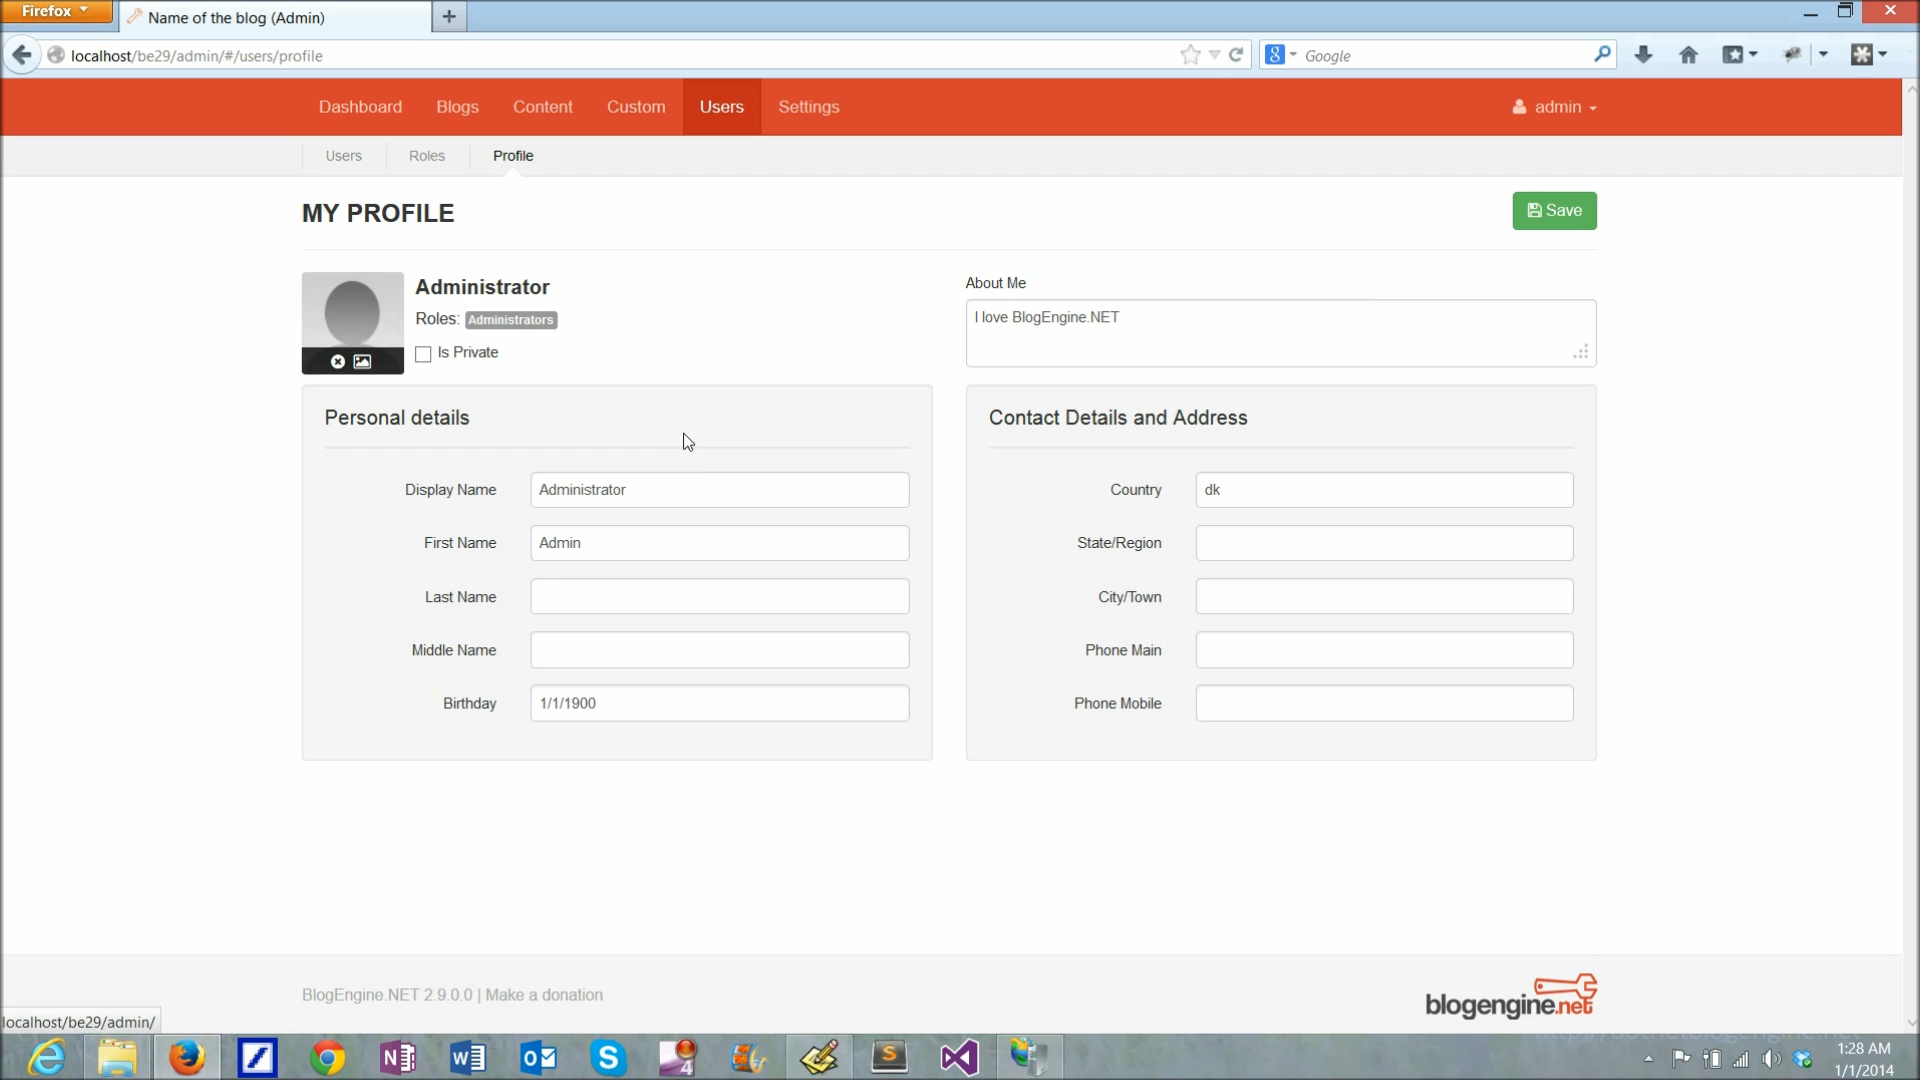 Firefox
Name of the blog (Admin)
localhost/be29/admin/#/users/profile
Google
Dashboard Blogs Content Custom Users Settings admin
Users Roles Profile
MY PROFILE
Save
Administrator
Roles: Administrators
Is Private
About Me
I love BlogEngine.NET
Personal details
Display Name Administrator
First Name Admin
Last Name
Middle Name
Birthday 1/1/1900
Contact Details and Address
Country dk
State/Region
City/Town
Phone Main
Phone Mobile
BlogEngine.NET 2.9.0.0 | Make a donation
blogengine.net
localhost/be29/admin/
1:28 AM
1/1/2014